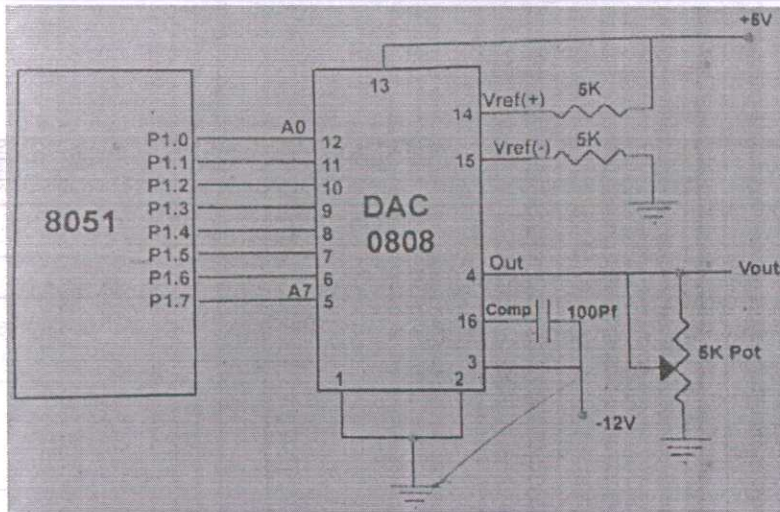 +5V
13
5K
Vref(+)
14
P1.0
A0
12
5K
Vref(-)
15
P1.1
11
P1.2
10
8051
P1.3
9
DAC
0808
P1.4
8
P1.5
7
P1.6
6
P1.7
A7
5
Out
4
Vout
Comp
100Pf
16
5K Pot
3
1
2
-12V